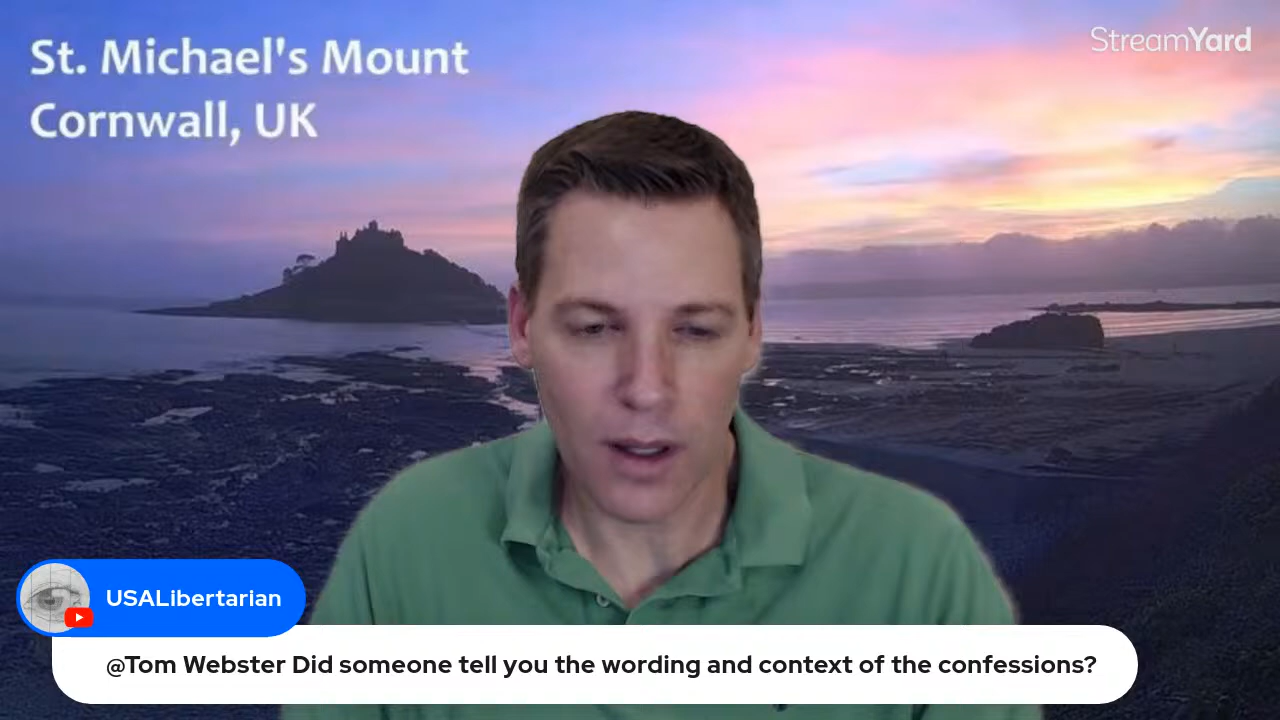 St. Michael's Mount
Cornwall, UK
StreamYard
USALibertarian
@Tom Webster Did someone tell you the wording and context of the confessions?